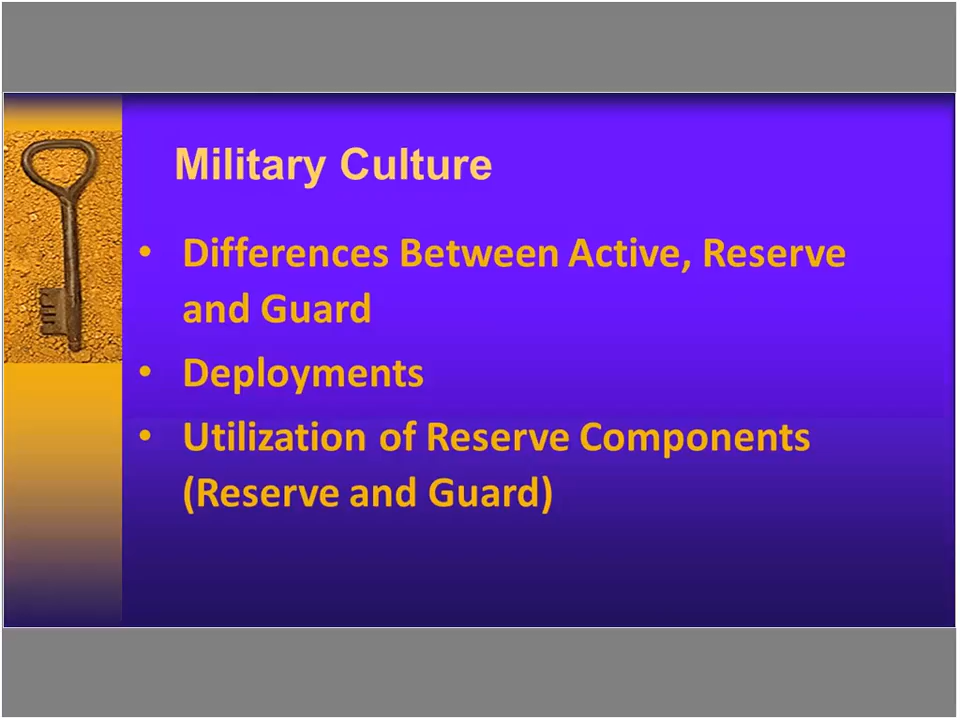 Military Culture
• Differences Between Active, Reserve
and Guard
• Deployments
• Utilization of Reserve Components
(Reserve and Guard)